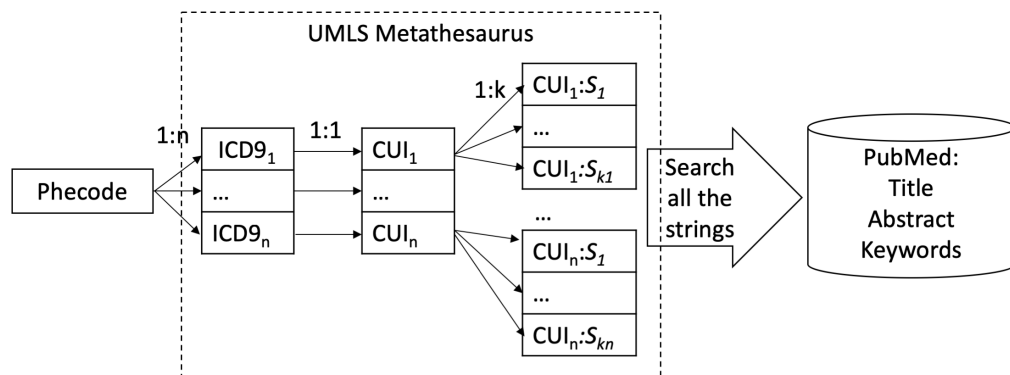 UMLS Metathesaurus
Phecode
1:n
ICD9₁
...
ICD9ₙ
1:1
CUI₁
...
CUIₙ
1:k
CUI₁:S₁
...
CUI₁:Sₖ₁
...
CUIₙ:S₁
...
CUIₙ:Sₖₙ
Search
all the
strings
PubMed:
Title
Abstract
Keywords